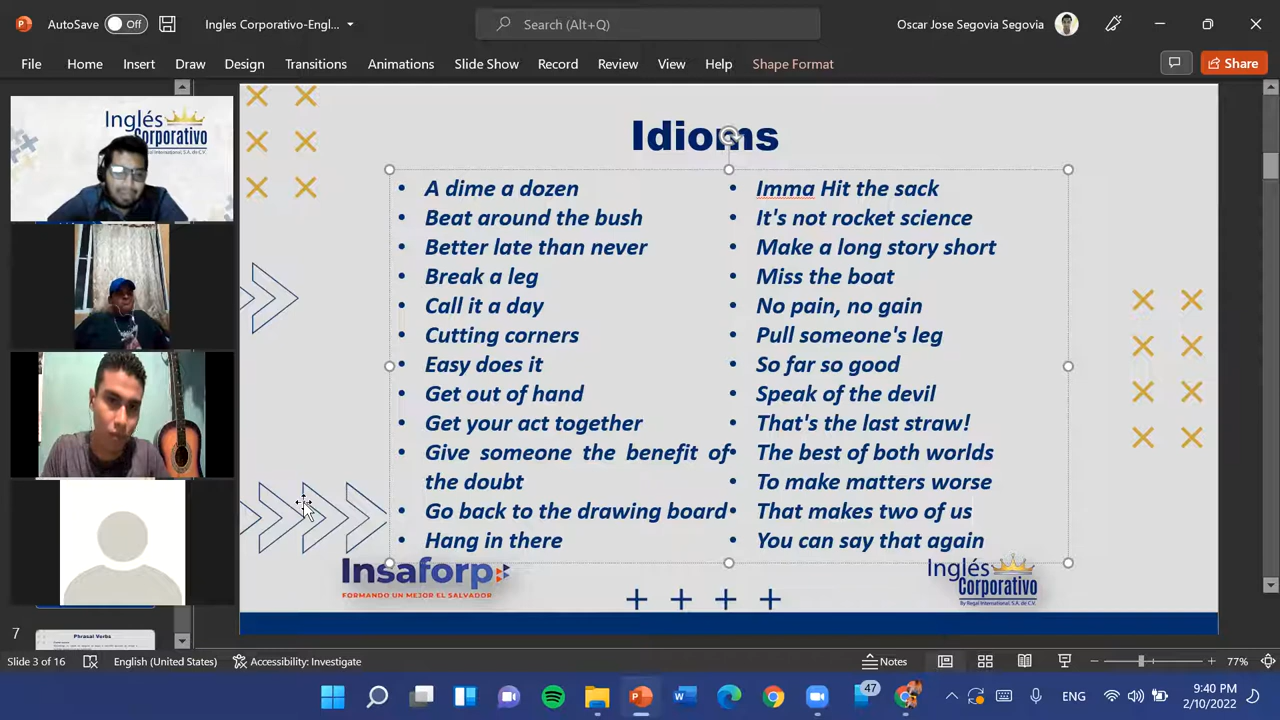 AutoSave Off Ingles Corporativo-Engl... Search (Alt+Q) Oscar Jose Segovia Segovia
File Home Insert Draw Design Transitions Animations Slide Show Record Review View Help Shape Format Share
Inglés
Corporativo
Idioms
• A dime a dozen
• Beat around the bush
• Better late than never
• Break a leg
• Call it a day
• Cutting corners
• Easy does it
• Get out of hand
• Get your act together
• Give someone the benefit of
the doubt
• Go back to the drawing board
• Hang in there
• Imma Hit the sack
• It's not rocket science
• Make a long story short
• Miss the boat
• No pain, no gain
• Pull someone's leg
• So far so good
• Speak of the devil
• That's the last straw!
• The best of both worlds
• To make matters worse
• That makes two of us
• You can say that again
Insaforp
FORMANDO UN MEJOR EL SALVADOR
Inglés
Corporativo
By Regal International, S.A. de C.V.
7
Phrasal Verbs
Slide 3 of 16 English (United States) Accessibility: Investigate Notes 77%
47 ENG 9:40 PM
2/10/2022